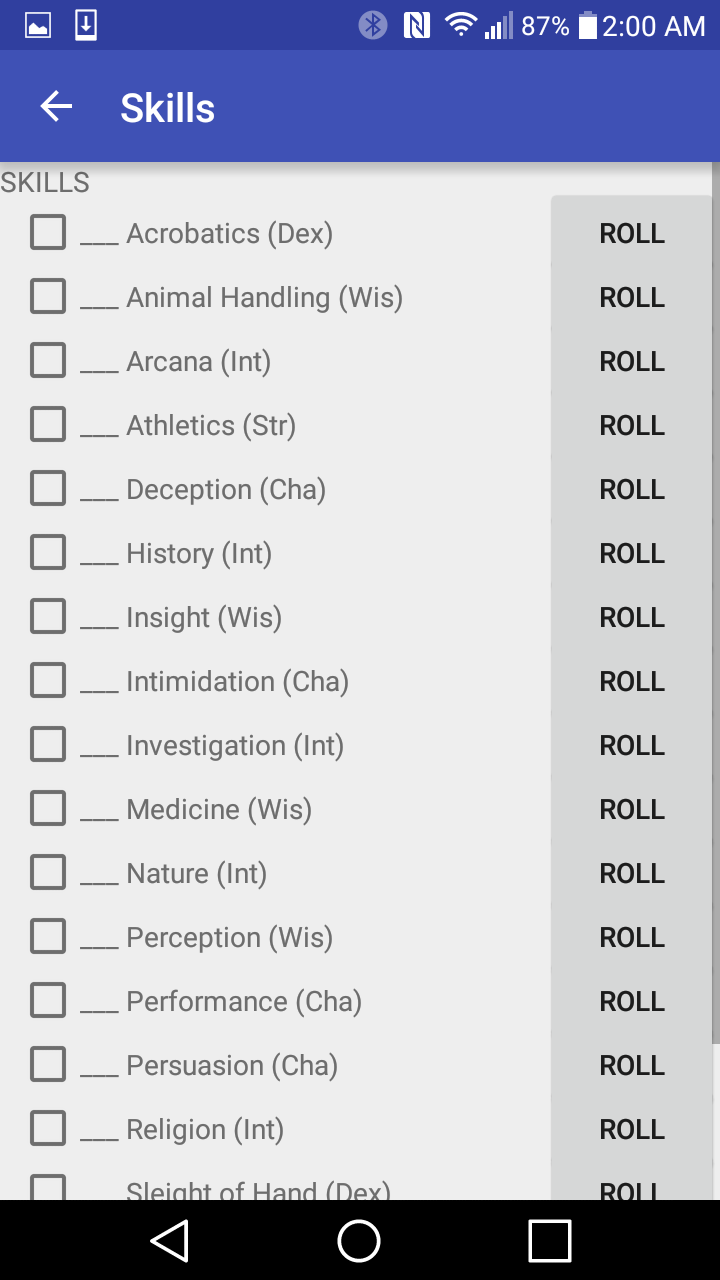 87% 2:00 AM
Skills
SKILLS
___ Acrobatics (Dex) ROLL
___ Animal Handling (Wis) ROLL
___ Arcana (Int) ROLL
___ Athletics (Str) ROLL
___ Deception (Cha) ROLL
___ History (Int) ROLL
___ Insight (Wis) ROLL
___ Intimidation (Cha) ROLL
___ Investigation (Int) ROLL
___ Medicine (Wis) ROLL
___ Nature (Int) ROLL
___ Perception (Wis) ROLL
___ Performance (Cha) ROLL
___ Persuasion (Cha) ROLL
___ Religion (Int) ROLL
Sleight of Hand (Dex) ROLL